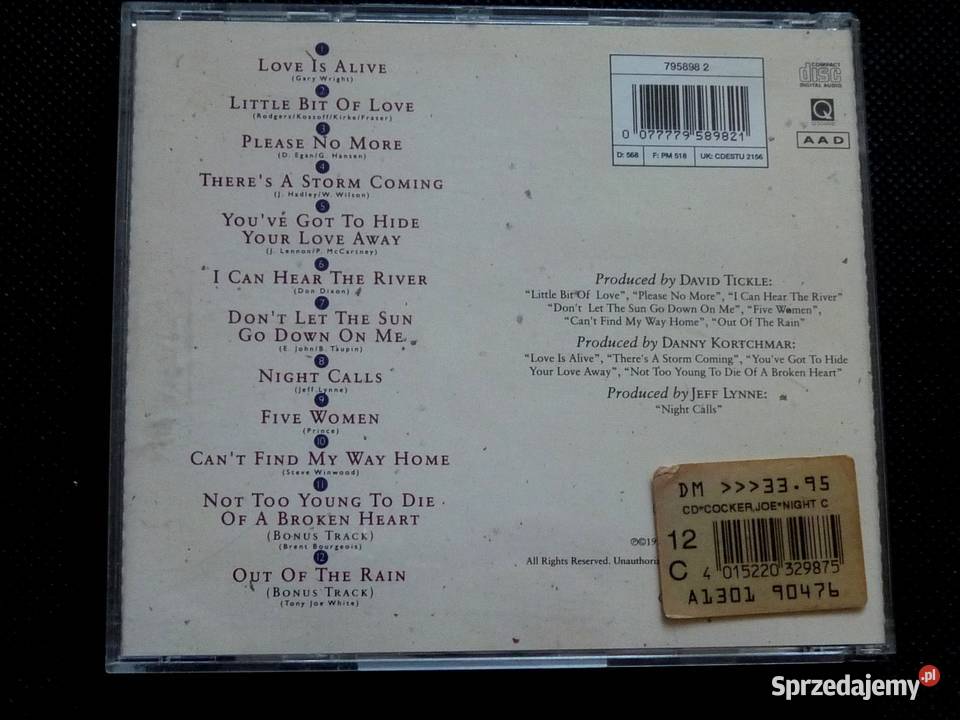 1
LOVE IS ALIVE
(Gary Wright)
2
LITTLE BIT OF LOVE
(Rodgers/Kossoff/Kirke/Fraser)
3
PLEASE NO MORE
(D. Egan/G. Hansen)
4
THERE'S A STORM COMING
(J. Hadley/W. Wilson)
5
YOU'VE GOT TO HIDE
YOUR LOVE AWAY
(J. Lennon/P. McCartney)
6
I CAN HEAR THE RIVER
(Don Dixon)
7
DON'T LET THE SUN
GO DOWN ON ME
(E. John/B. Taupin)
8
NIGHT CALLS
(Jeff Lynne)
9
FIVE WOMEN
(Prince)
10
CAN'T FIND MY WAY HOME
(Steve Winwood)
11
NOT TOO YOUNG TO DIE
OF A BROKEN HEART
(BONUS TRACK)
(Brent Bourgeois)
12
OUT OF THE RAIN
(BONUS TRACK)
(Tony Joe White)
795898 2
0 077779 589821
D: 568 F: PM 518 UK: CDESTU 2156
COMPACT
disc
DIGITAL AUDIO
Q
AAD
Produced by DAVID TICKLE:
"Little Bit Of Love", "Please No More", "I Can Hear The River"
"Don't Let The Sun Go Down On Me", "Five Women",
"Can't Find My Way Home", "Out Of The Rain"
Produced by DANNY KORTCHMAR:
"Love Is Alive", "There's A Storm Coming", "You've Got To Hide
Your Love Away", "Not Too Young To Die Of A Broken Heart"
Produced by JEFF LYNNE:
"Night Calls"
℗©19
All Rights Reserved. Unauthori
DM >>>33.95
CD*COCKER,JOE*NIGHT C
12
C 4 015220 329875
A1301 90476
Sprzedajemy.pl